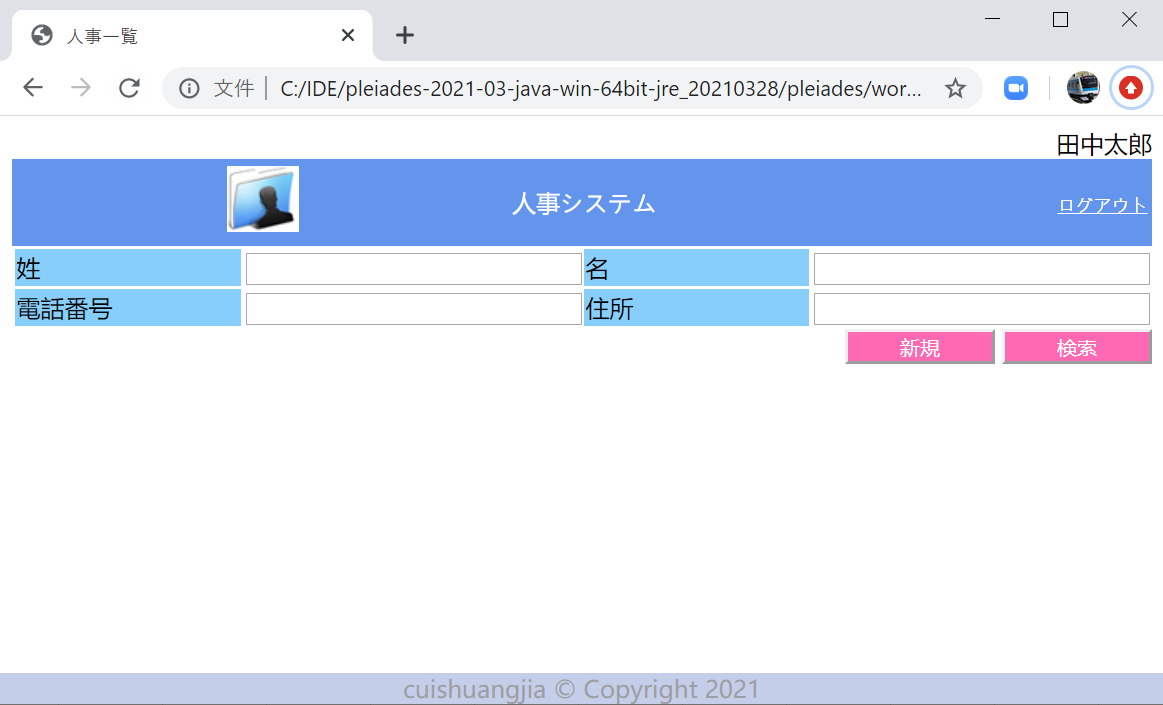 人事一覧
文件 C:/IDE/pleiades-2021-03-java-win-64bit-jre_20210328/pleiades/wor...
田中太郎
人事システム ログアウト
姓 名
電話番号 住所
新規 検索
cuishuangjia © Copyright 2021